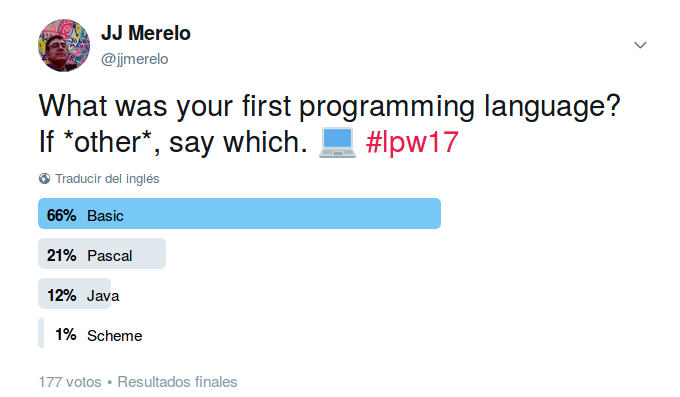 JJ Merelo
@jjmerelo
What was your first programming language?
If *other*, say which. 💻 #lpw17
Traducir del inglés
66% Basic
21% Pascal
12% Java
1% Scheme
177 votos • Resultados finales